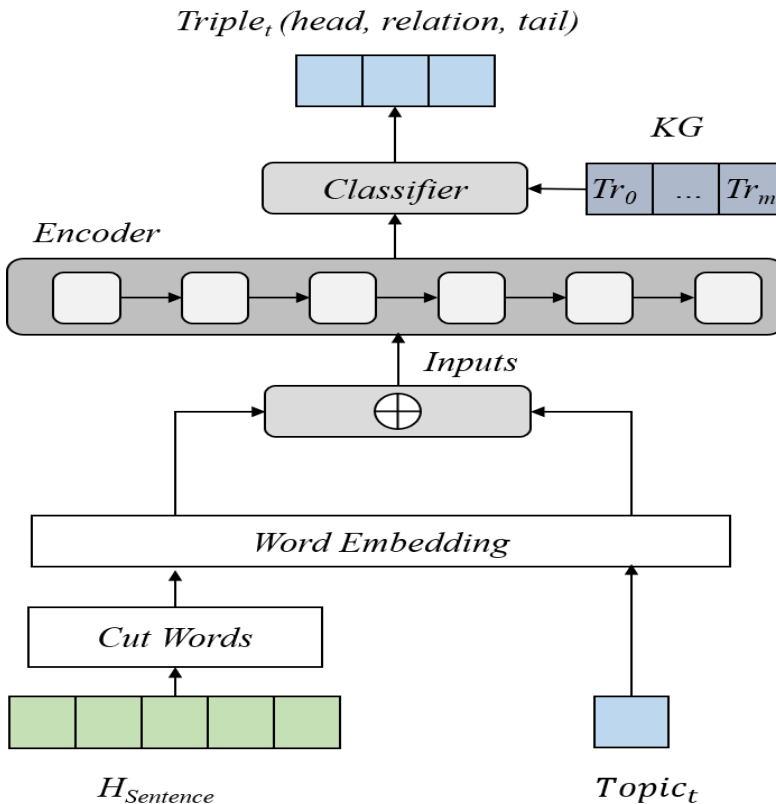 Triple_t (head, relation, tail)
KG
Classifier
Tr_0 ... Tr_m
Encoder
Inputs
Word Embedding
Cut Words
H_Sentence
Topic_t